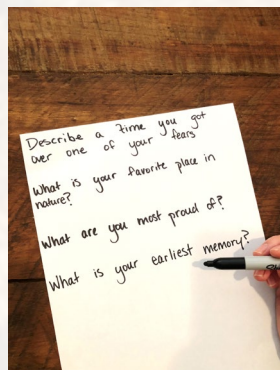 Describe a time you got
over one of your fears
What is your favorite place in
nature?
What are you most proud of?
What is your earliest memory?